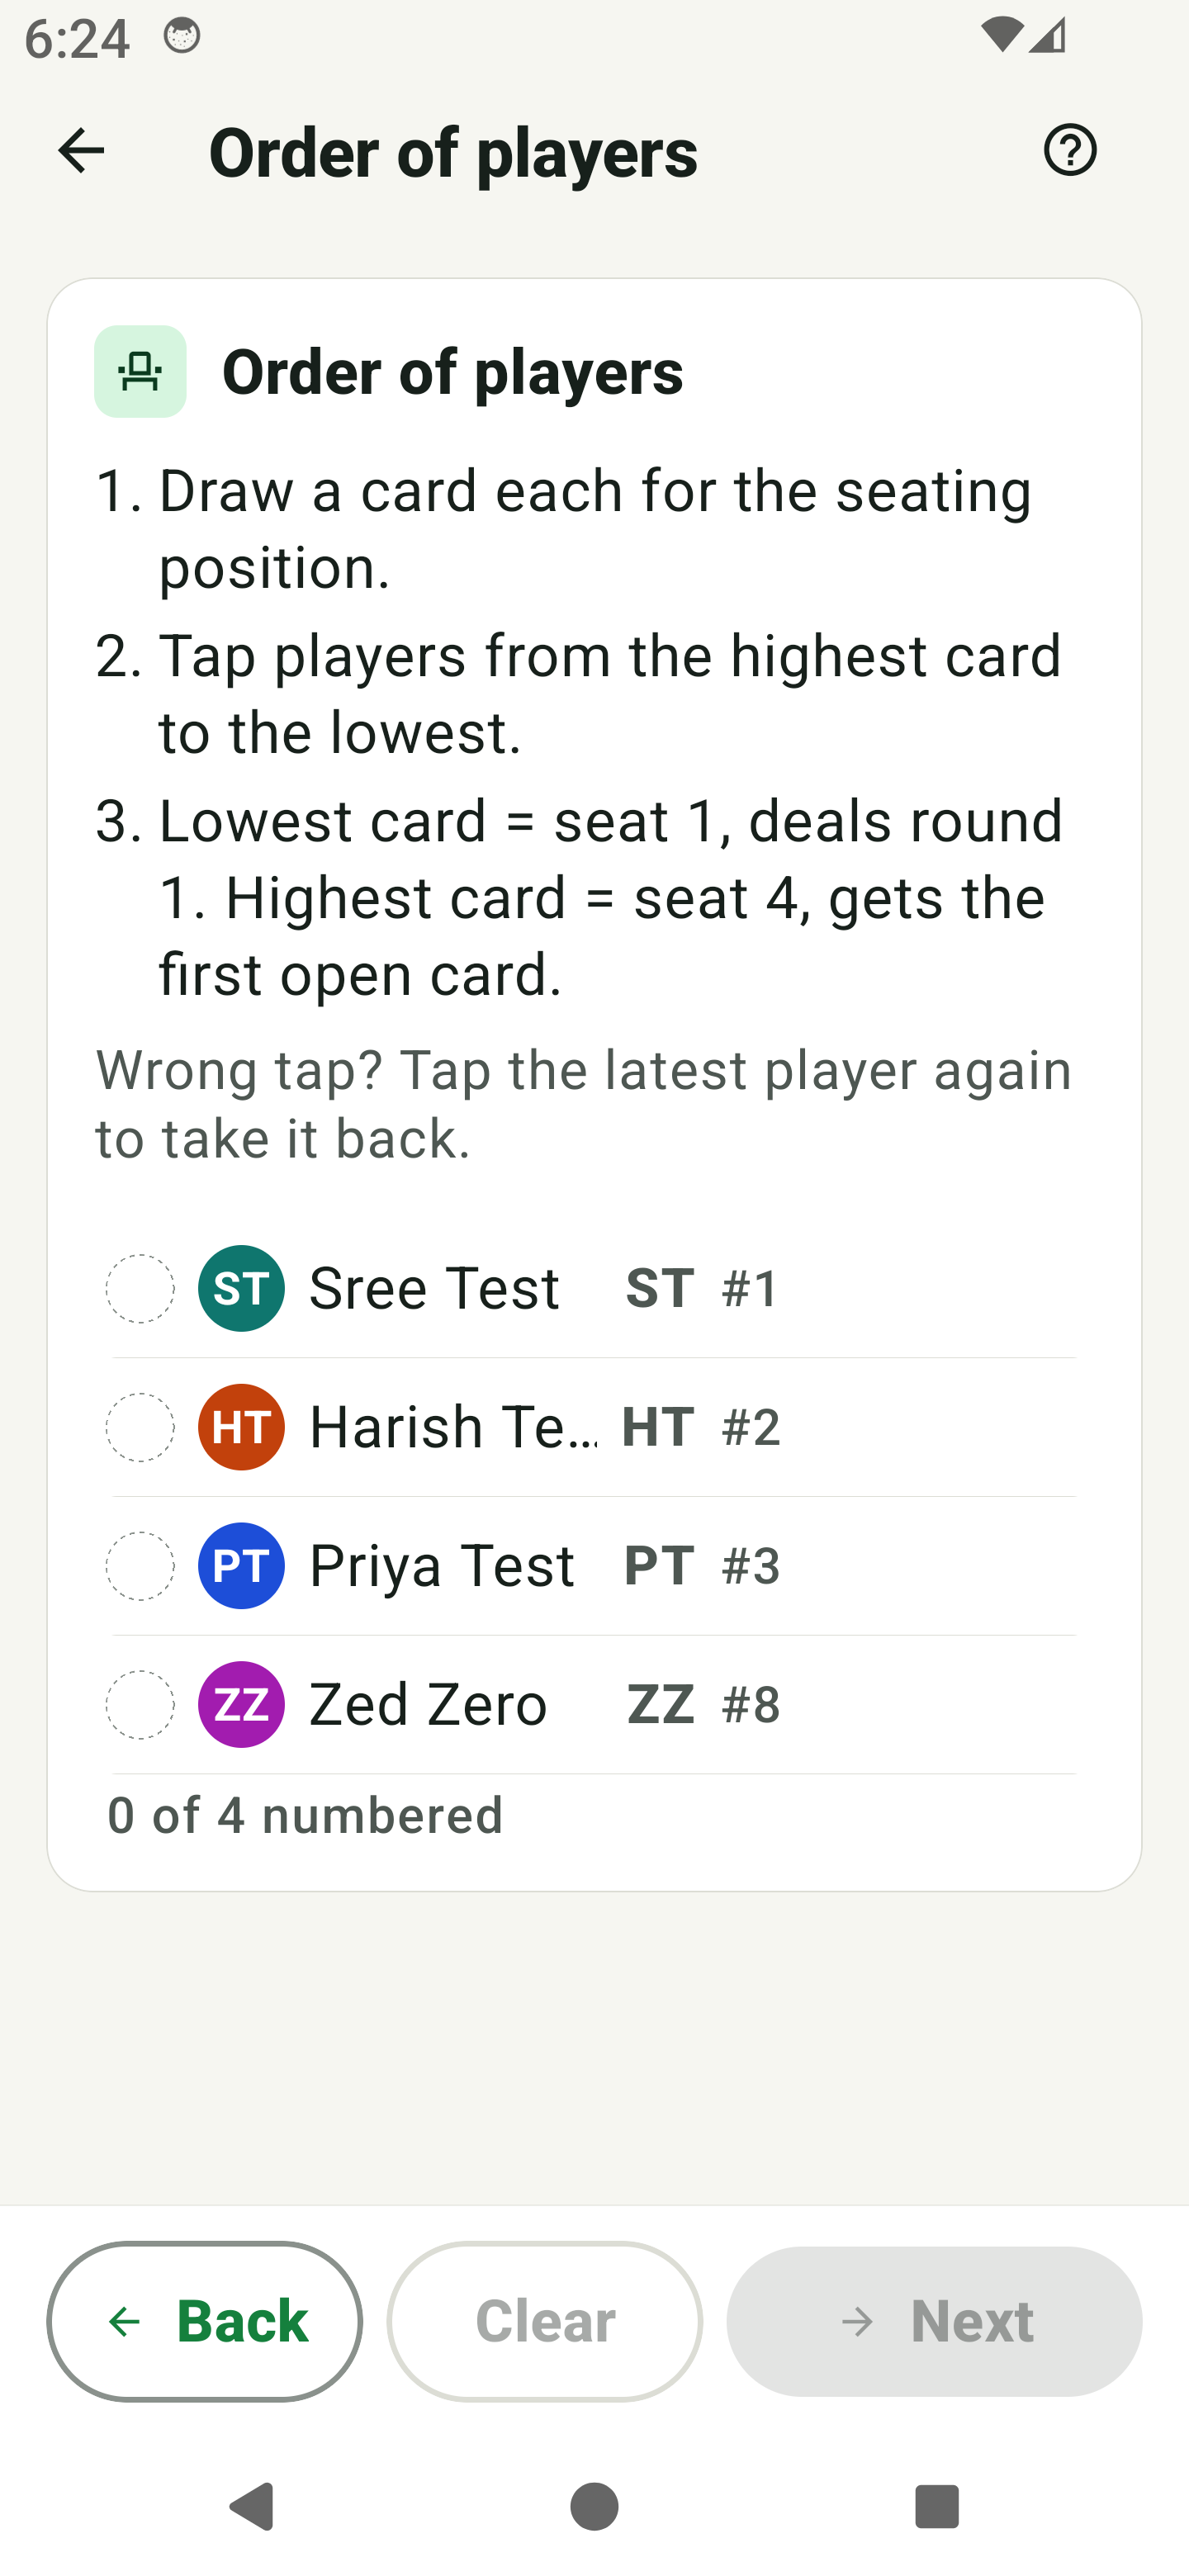 6:24
Order of players
Order of players
1. Draw a card each for the seating
position.
2. Tap players from the highest card
to the lowest.
3. Lowest card = seat 1, deals round
1. Highest card = seat 4, gets the
first open card.
Wrong tap? Tap the latest player again
to take it back.
ST Sree Test ST #1
HT Harish Te... HT #2
PT Priya Test PT #3
ZZ Zed Zero ZZ #8
0 of 4 numbered
Back Clear Next